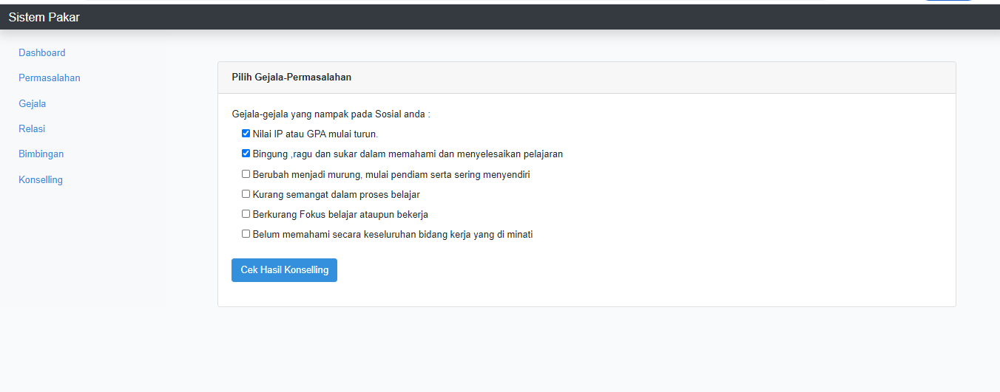 Sistem Pakar
Dashboard
Permasalahan
Gejala
Relasi
Bimbingan
Konselling
Pilih Gejala-Permasalahan
Gejala-gejala yang nampak pada Sosial anda :
Nilai IP atau GPA mulai turun.
Bingung ,ragu dan sukar dalam memahami dan menyelesaikan pelajaran
Berubah menjadi murung, mulai pendiam serta sering menyendiri
Kurang semangat dalam proses belajar
Berkurang Fokus belajar ataupun bekerja
Belum memahami secara keseluruhan bidang kerja yang di minati
Cek Hasil Konselling